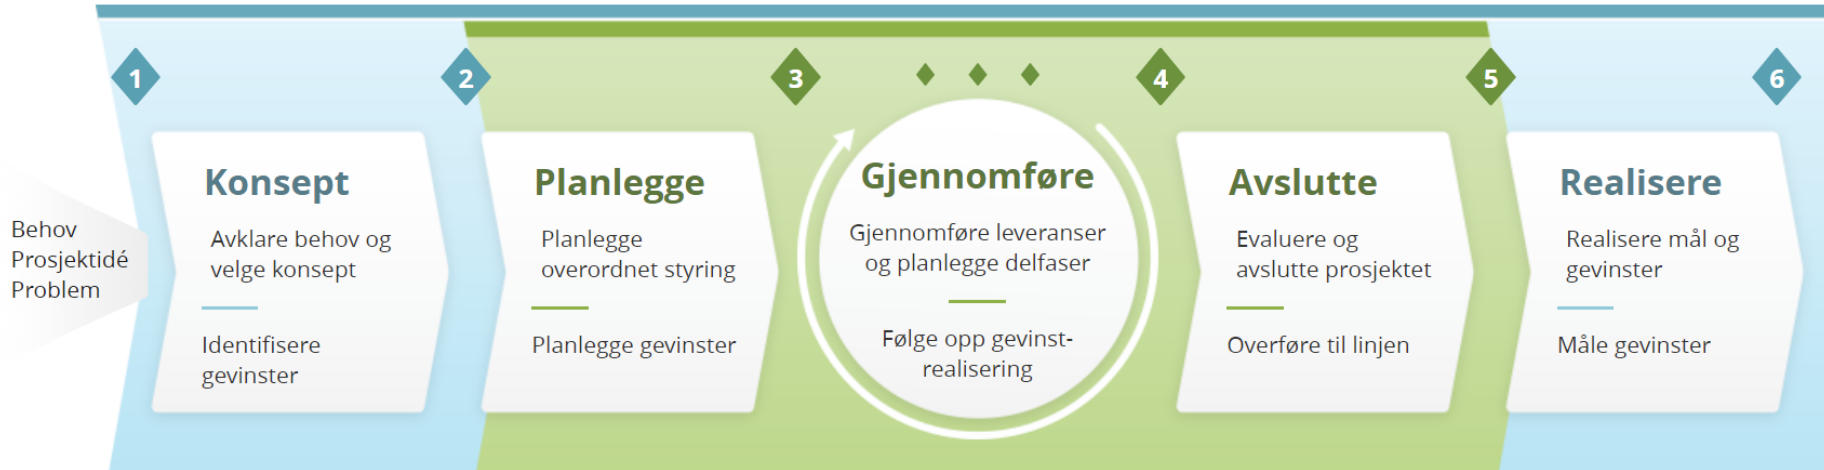 1
2
3
4
5
6
Behov
Prosjektidé
Problem
Konsept
Avklare behov og
velge konsept
Identifisere
gevinster
Planlegge
Planlegge
overordnet styring
Planlegge gevinster
Gjennomføre
Gjennomføre leveranser
og planlegge delfaser
Følge opp gevinst-
realisering
Avslutte
Evaluere og
avslutte prosjektet
Overføre til linjen
Realisere
Realisere mål og
gevinster
Måle gevinster